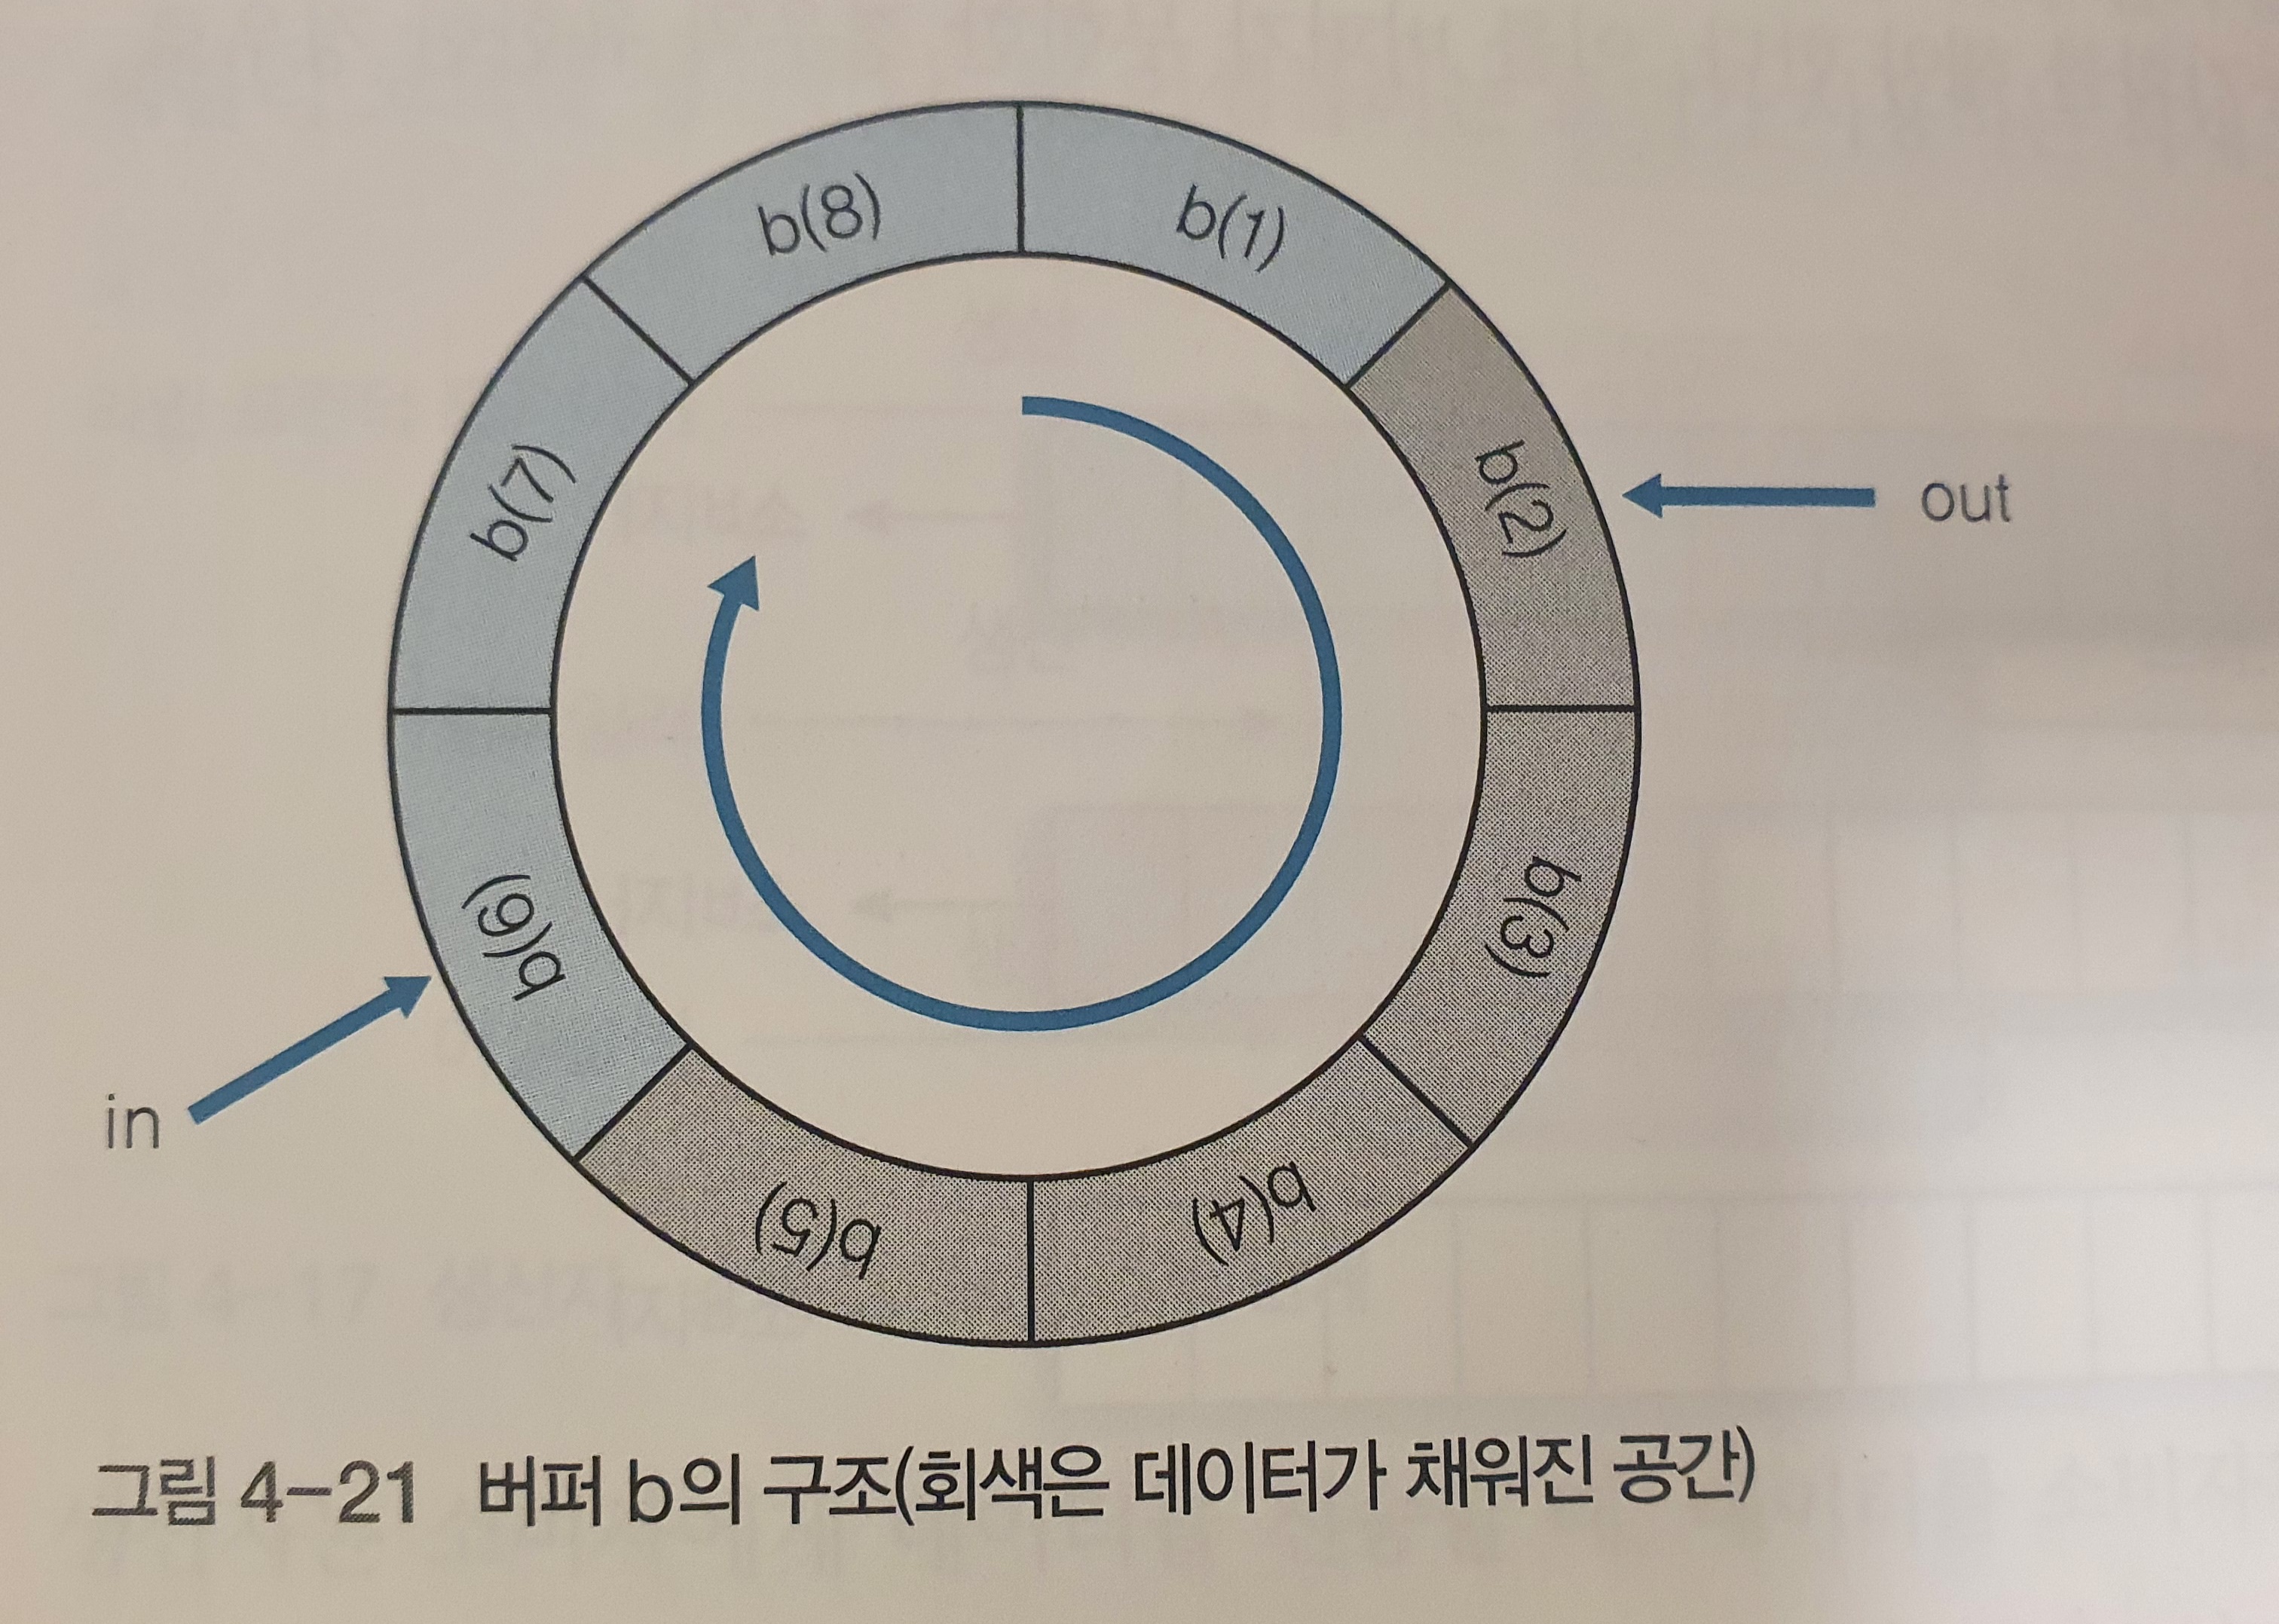 b(8)
b(1)
b(7)
b(2)
out
b(6)
b(3)
in
b(5)
b(4)
그림 4-21 버퍼 b의 구조(회색은 데이터가 채워진 공간)